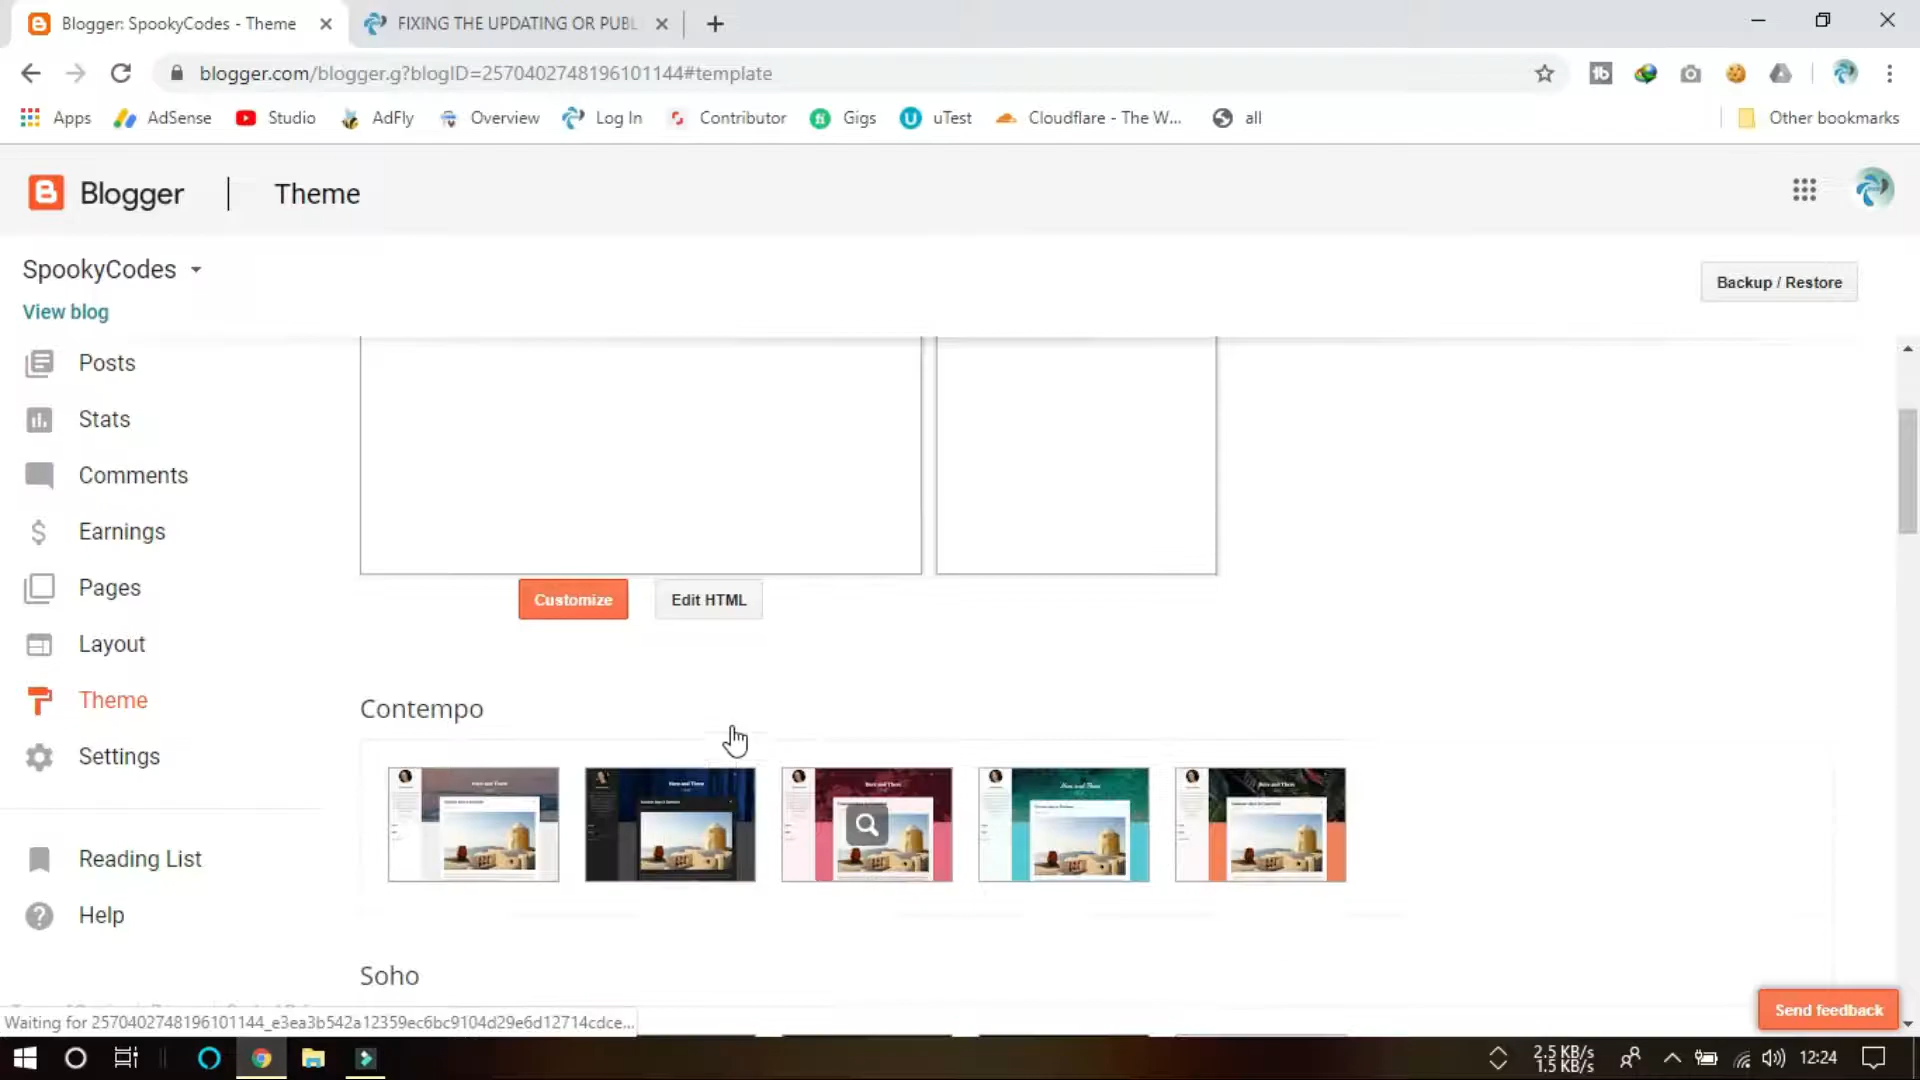 Blogger: SpookyCodes - Theme
FIXING THE UPDATING OR PUBL
blogger.com/blogger.g?blogID=2570402748196101144#template
Apps
AdSense
Studio
AdFly
Overview
Log In
Contributor
Gigs
uTest
Cloudflare - The W...
all
Other bookmarks
Blogger
Theme
SpookyCodes
View blog
Backup / Restore
Posts
Stats
Comments
Earnings
Pages
Layout
Theme
Settings
Reading List
Help
Customize
Edit HTML
Contempo
Soho
Send feedback
Waiting for 2570402748196101144_e3ea3b542a12359ec6bc9104d29e6d12714cdce...
2.5 KB/s
1.5 KB/s
12:24